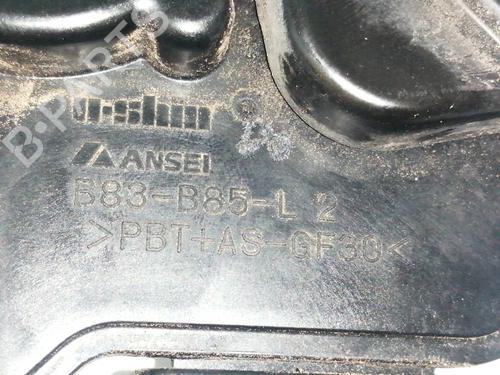 B-PARTS
ANSEI
B83-B85-L 2
>PBT+AS-GF30<